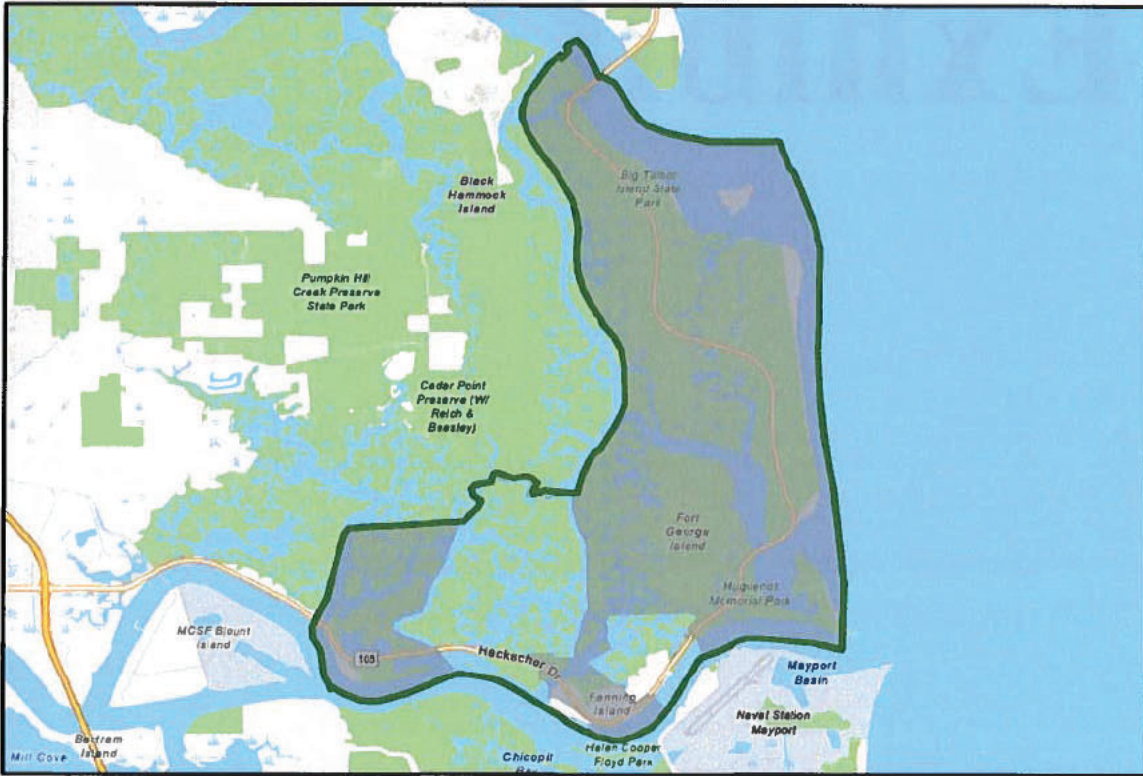 Big Talbot
Island State
Park
Black
Hammock
Island
Pumpkin Hill
Creek Preserve
State Park
Cedar Point
Preserve (W/
Reich &
Beasley)
Fort
George
Island
Huguenot
Memorial Park
MCSF Blount
Island
105
Heckscher Dr
Fanning
Island
Mayport
Basin
Naval Station
Mayport
Bartram
Island
Mill Cove
Chicopit
Bay
Helen Cooper
Floyd Park